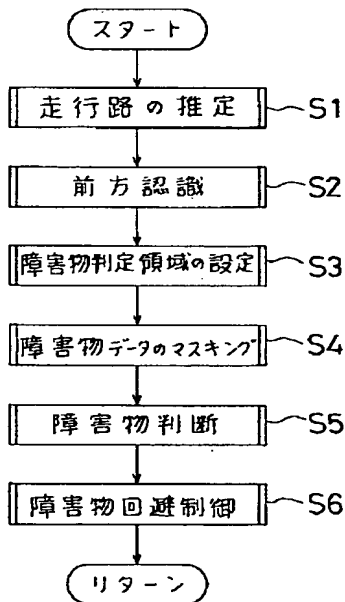 スタート
走行路の推定 S1
前方認識 S2
障害物判定領域の設定 S3
障害物データのマスキング S4
障害物判断 S5
障害物回避制御 S6
リターン